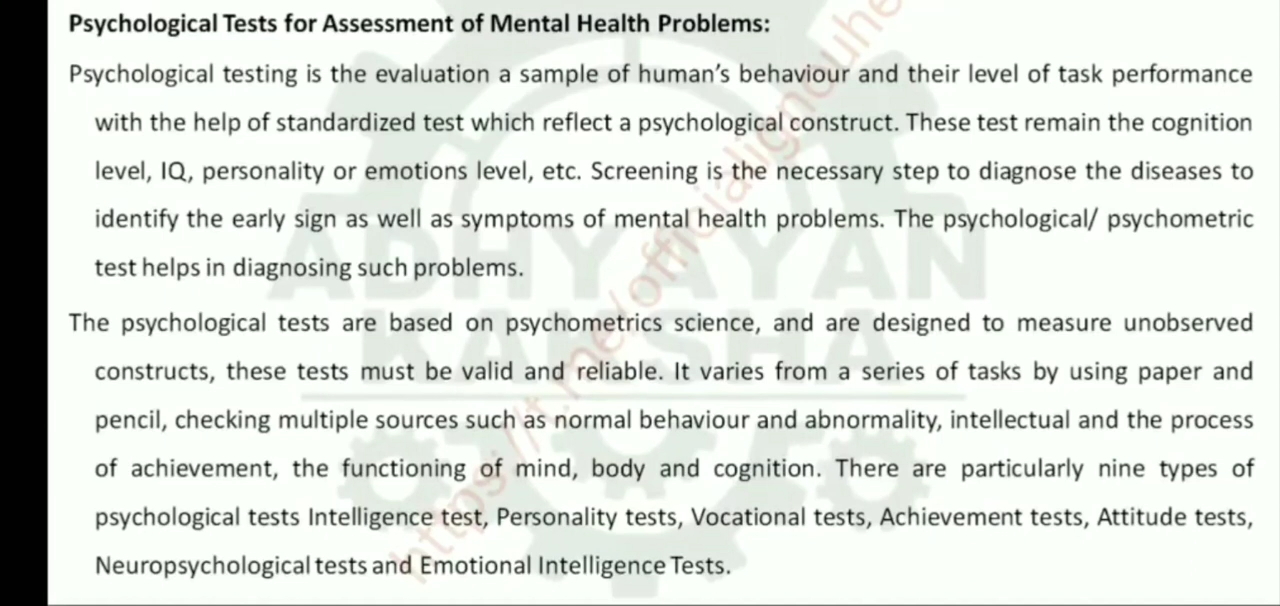 Psychological Tests for Assessment of Mental Health Problems:
Psychological testing is the evaluation a sample of human’s behaviour and their level of task performance
with the help of standardized test which reflect a psychological construct. These test remain the cognition
level, IQ, personality or emotions level, etc. Screening is the necessary step to diagnose the diseases to
identify the early sign as well as symptoms of mental health problems. The psychological/ psychometric
test helps in diagnosing such problems.
The psychological tests are based on psychometrics science, and are designed to measure unobserved
constructs, these tests must be valid and reliable. It varies from a series of tasks by using paper and
pencil, checking multiple sources such as normal behaviour and abnormality, intellectual and the process
of achievement, the functioning of mind, body and cognition. There are particularly nine types of
psychological tests Intelligence test, Personality tests, Vocational tests, Achievement tests, Attitude tests,
Neuropsychological tests and Emotional Intelligence Tests.
ADHYAYAN
KAKSHA
https://t.me/officialignouhe